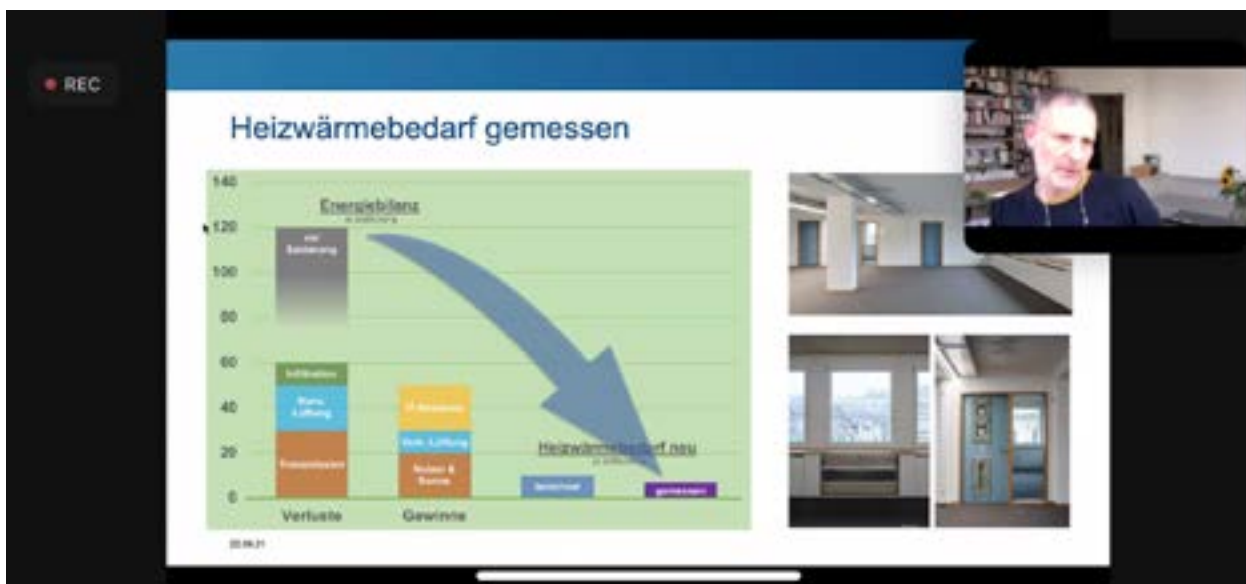 REC
Heizwärmebedarf gemessen
140
120
100
80
60
40
20
0
Energiebilanz
vor
Sanierung
Infiltration
Lüftung
Transmission
Lüftung
Nutzer &
Sonne
Heizwärmebedarf neu
berechnet
gemessen
Verluste
Gewinne